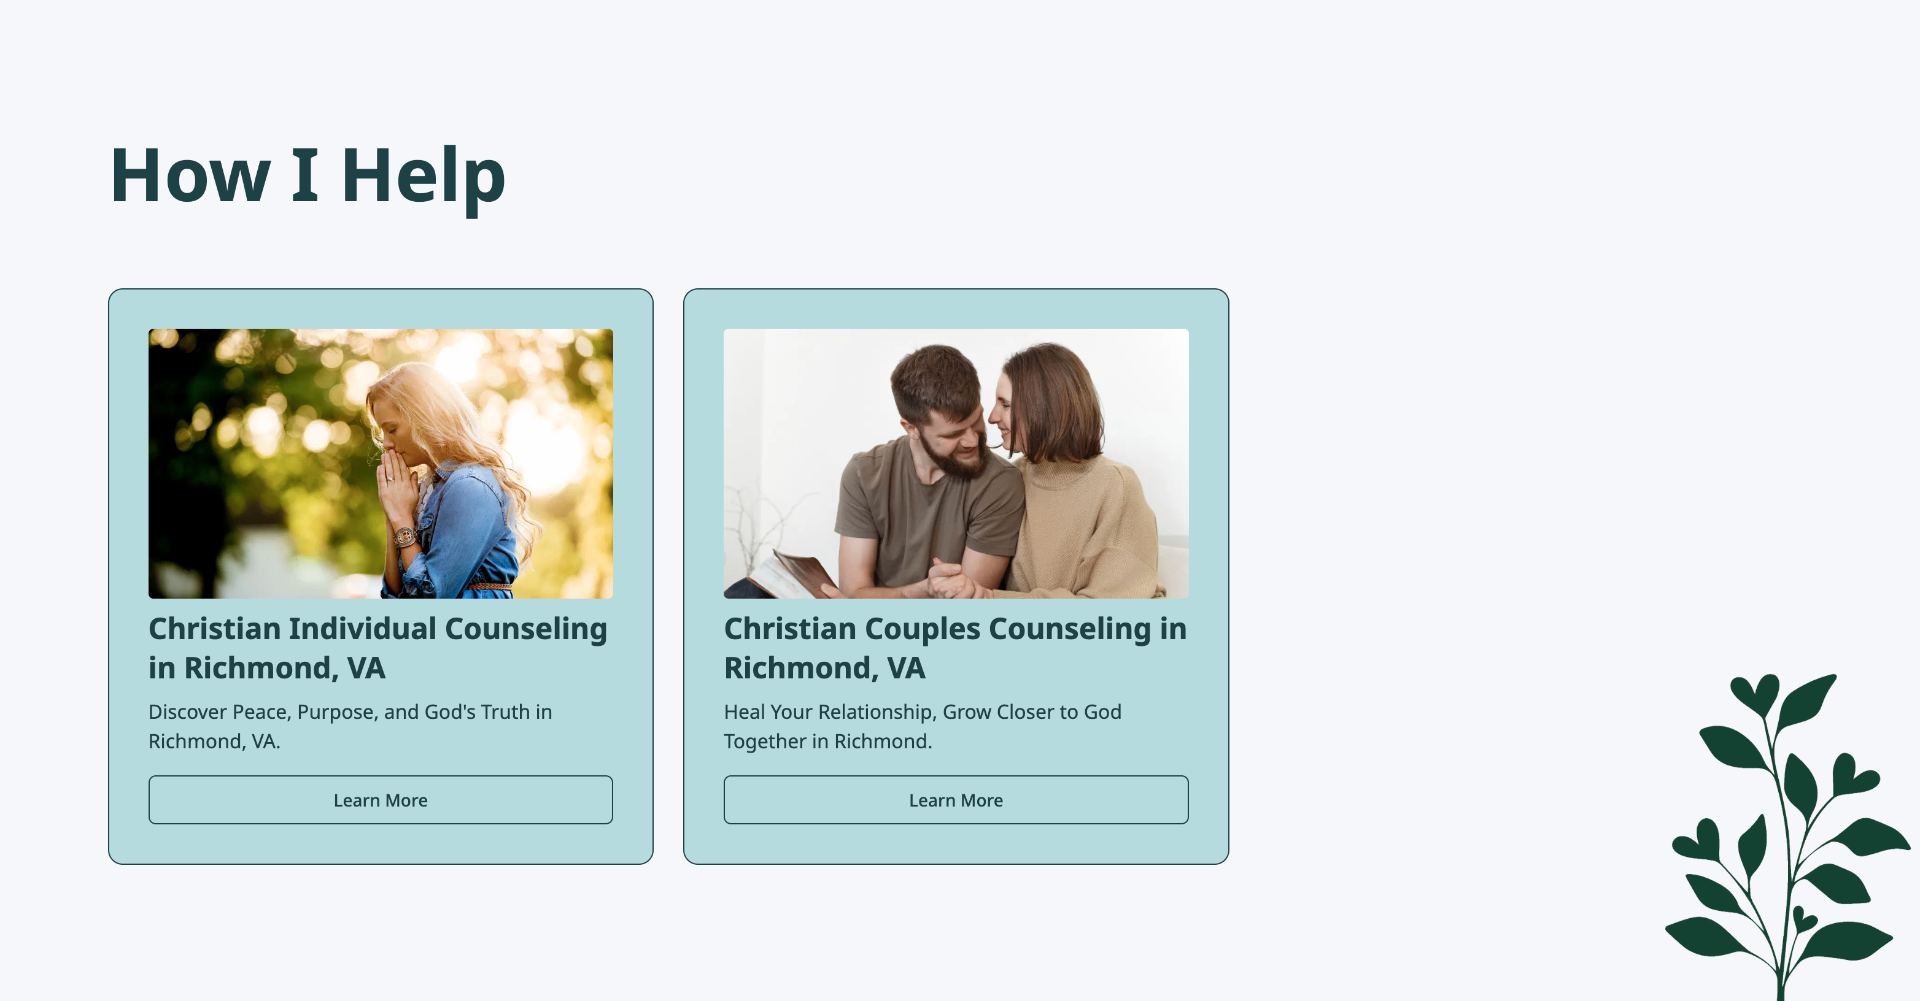 How I Help
Christian Individual Counseling
in Richmond, VA
Discover Peace, Purpose, and God's Truth in
Richmond, VA.
Learn More
Christian Couples Counseling in
Richmond, VA
Heal Your Relationship, Grow Closer to God
Together in Richmond.
Learn More